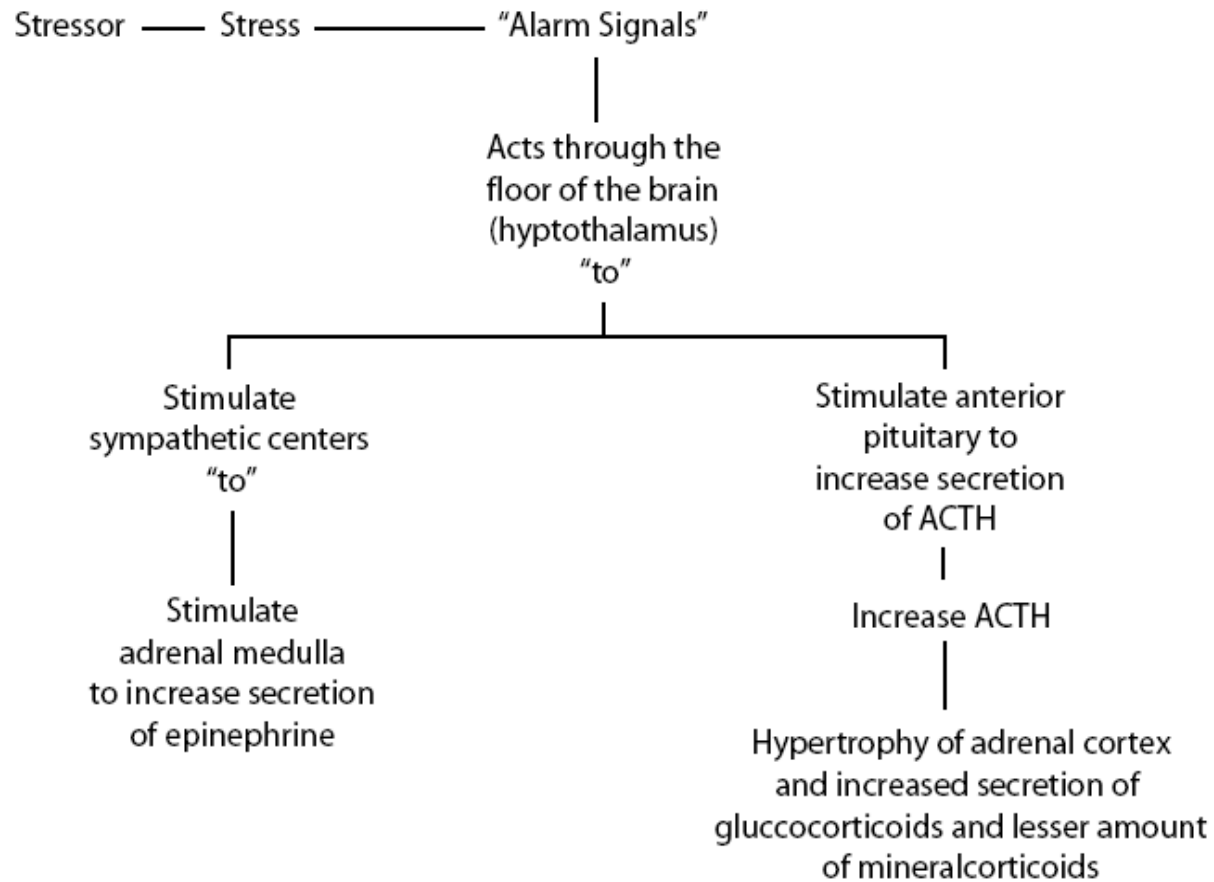 Stressor Stress “Alarm Signals”
Acts through the
floor of the brain
(hyptothalamus)
“to”
Stimulate
sympathetic centers
“to”
Stimulate
adrenal medulla
to increase secretion
of epinephrine
Stimulate anterior
pituitary to
increase secretion
of ACTH
Increase ACTH
Hypertrophy of adrenal cortex
and increased secretion of
gluccocorticoids and lesser amount
of mineralcorticoids